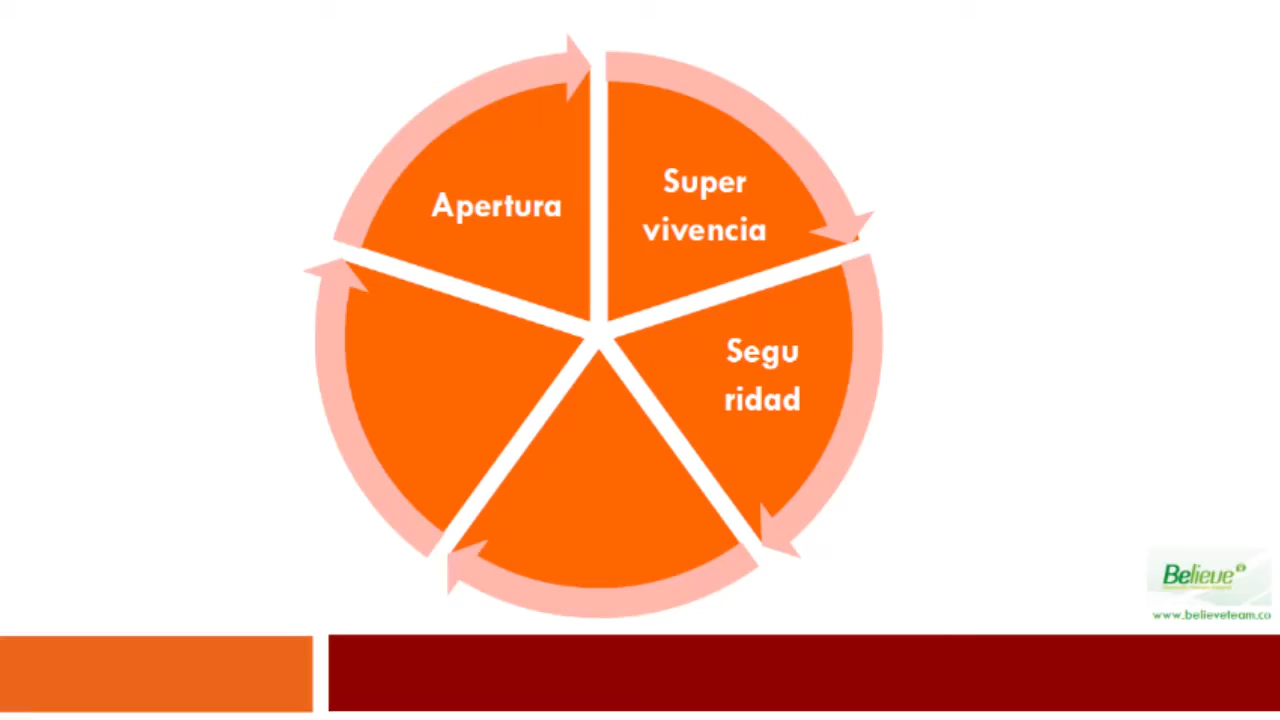 Apertura
Super
vivencia
Segu
ridad
Believe
www.believeteam.co